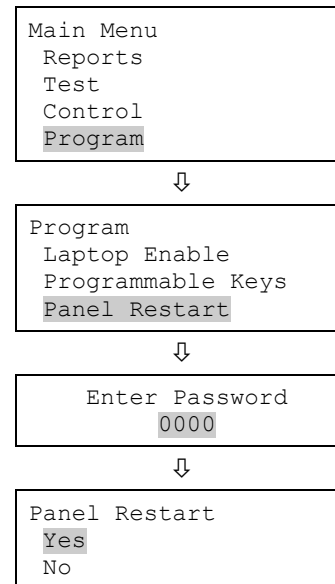 Main Menu
Reports
Test
Control
Program
⇩
Program
Laptop Enable
Programmable Keys
Panel Restart
⇩
Enter Password
0000
⇩
Panel Restart
Yes
No